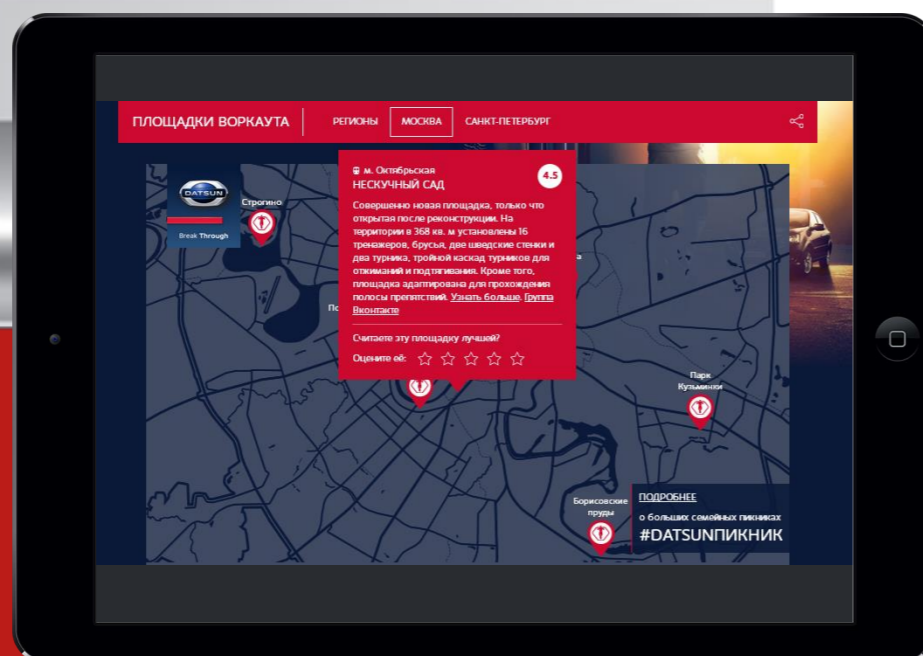 ПЛОЩАДКИ ВОРКАУТА
РЕГИОНЫ
МОСКВА
САНКТ-ПЕТЕРБУРГ
DATSUN
Break Through
Строгино
м. Октябрьская
НЕСКУЧНЫЙ САД
4.5
Совершенно новая площадка, только что
открытая после реконструкции. На
территории в 368 кв. м установлены 16
тренажеров, брусья, две шведские стенки и
два турника, тройной каскад турников для
отжиманий и подтягивания. Кроме того,
площадка адаптирована для прохождения
полосы препятствий. Узнать больше. Группа
Вконтакте
Считаете эту площадку лучшей?
Оцените её:
Парк
Кузьминки
Борисовские
пруды
ПОДРОБНЕЕ
о больших семейных пикниках
#DATSUNПИКНИК